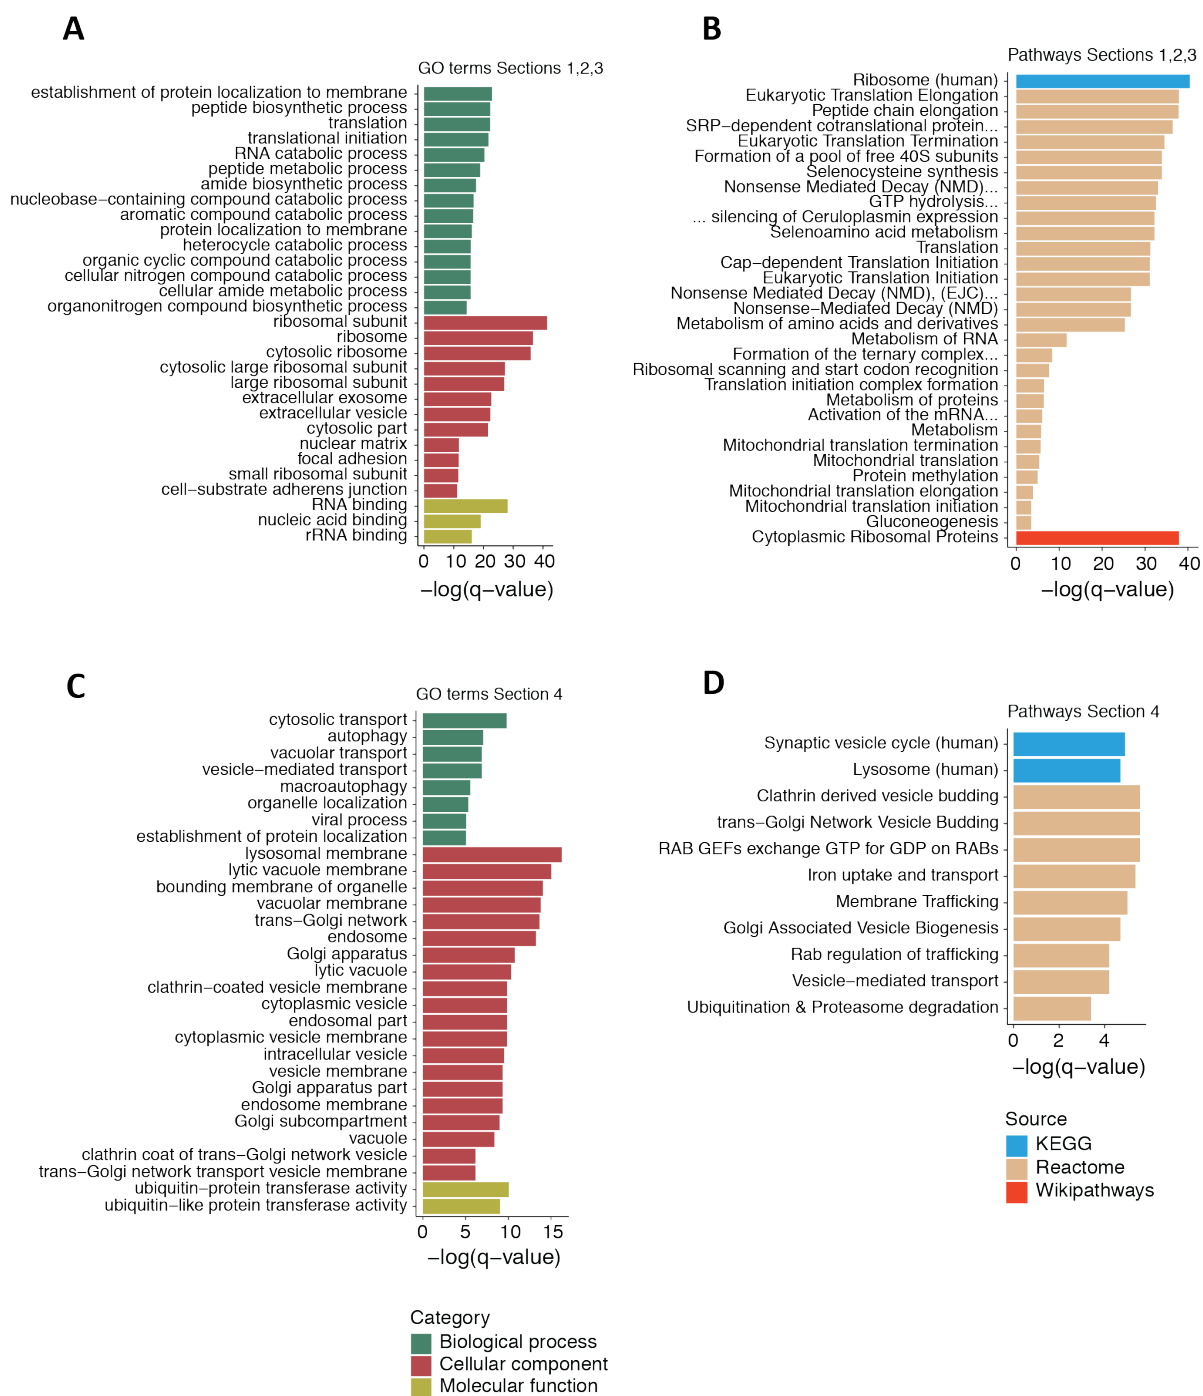 A
GO terms Sections 1,2,3
establishment of protein localization to membrane
peptide biosynthetic process
translation
translational initiation
RNA catabolic process
peptide metabolic process
amide biosynthetic process
nucleobase−containing compound catabolic process
aromatic compound catabolic process
protein localization to membrane
heterocycle catabolic process
organic cyclic compound catabolic process
cellular nitrogen compound catabolic process
cellular amide metabolic process
organonitrogen compound biosynthetic process
ribosomal subunit
ribosome
cytosolic ribosome
cytosolic large ribosomal subunit
large ribosomal subunit
extracellular exosome
extracellular vesicle
cytosolic part
nuclear matrix
focal adhesion
small ribosomal subunit
cell−substrate adherens junction
RNA binding
nucleic acid binding
rRNA binding
0 10 20 30 40
−log(q−value)
B
Pathways Sections 1,2,3
Ribosome (human)
Eukaryotic Translation Elongation
Peptide chain elongation
SRP−dependent cotranslational protein...
Eukaryotic Translation Termination
Formation of a pool of free 40S subunits
Selenocysteine synthesis
Nonsense Mediated Decay (NMD)...
GTP hydrolysis...
... silencing of Ceruloplasmin expression
Selenoamino acid metabolism
Translation
Cap−dependent Translation Initiation
Eukaryotic Translation Initiation
Nonsense Mediated Decay (NMD), (EJC)...
Nonsense−Mediated Decay (NMD)
Metabolism of amino acids and derivatives
Metabolism of RNA
Formation of the ternary complex...
Ribosomal scanning and start codon recognition
Translation initiation complex formation
Metabolism of proteins
Activation of the mRNA...
Metabolism
Mitochondrial translation termination
Mitochondrial translation
Protein methylation
Mitochondrial translation elongation
Mitochondrial translation initiation
Gluconeogenesis
Cytoplasmic Ribosomal Proteins
0 10 20 30 40
−log(q−value)
C
GO terms Section 4
cytosolic transport
autophagy
vacuolar transport
vesicle−mediated transport
macroautophagy
organelle localization
viral process
establishment of protein localization
lysosomal membrane
lytic vacuole membrane
bounding membrane of organelle
vacuolar membrane
trans−Golgi network
endosome
Golgi apparatus
lytic vacuole
clathrin−coated vesicle membrane
cytoplasmic vesicle
endosomal part
cytoplasmic vesicle membrane
intracellular vesicle
vesicle membrane
Golgi apparatus part
endosome membrane
Golgi subcompartment
vacuole
clathrin coat of trans−Golgi network vesicle
trans−Golgi network transport vesicle membrane
ubiquitin−protein transferase activity
ubiquitin−like protein transferase activity
0 5 10 15
−log(q−value)
Category
Biological process
Cellular component
Molecular function
D
Pathways Section 4
Synaptic vesicle cycle (human)
Lysosome (human)
Clathrin derived vesicle budding
trans−Golgi Network Vesicle Budding
RAB GEFs exchange GTP for GDP on RABs
Iron uptake and transport
Membrane Trafficking
Golgi Associated Vesicle Biogenesis
Rab regulation of trafficking
Vesicle−mediated transport
Ubiquitination & Proteasome degradation
0 2 4
−log(q−value)
Source
KEGG
Reactome
Wikipathways